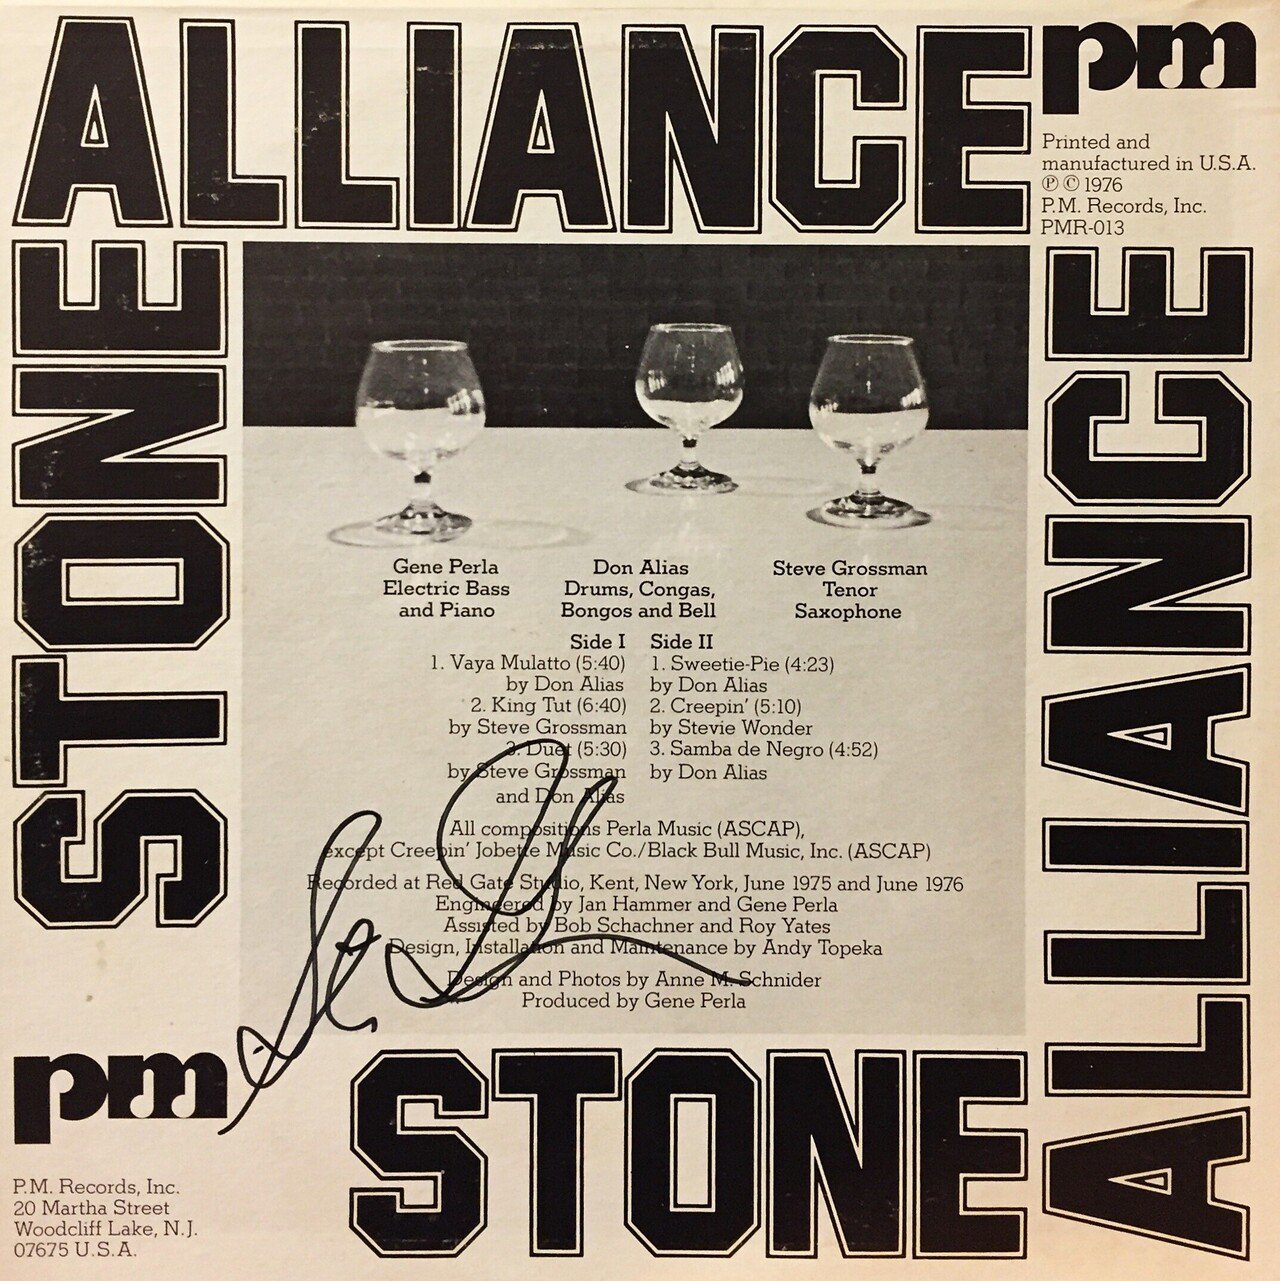 ALLIANCE
pm
Printed and
manufactured in U.S.A.
℗ © 1976
P.M. Records, Inc.
PMR-013
STONE
ALLIANCE
Gene Perla
Electric Bass
and Piano
Don Alias
Drums, Congas,
Bongos and Bell
Steve Grossman
Tenor
Saxophone
Side I
1. Vaya Mulatto (5:40)
by Don Alias
2. King Tut (6:40)
by Steve Grossman
3. Duet (5:30)
by Steve Grossman
and Don Alias
Side II
1. Sweetie-Pie (4:23)
by Don Alias
2. Creepin' (5:10)
by Stevie Wonder
3. Samba de Negro (4:52)
by Don Alias
All compositions Perla Music (ASCAP),
except Creepin' Jobete Music Co./Black Bull Music, Inc. (ASCAP)
Recorded at Red Gate Studio, Kent, New York, June 1975 and June 1976
Engineered by Jan Hammer and Gene Perla
Assisted by Bob Schachner and Roy Yates
Design, Installation and Maintenance by Andy Topeka
Design and Photos by Anne M. Schnider
Produced by Gene Perla
pm
STONE
P.M. Records, Inc.
20 Martha Street
Woodcliff Lake, N.J.
07675 U.S.A.